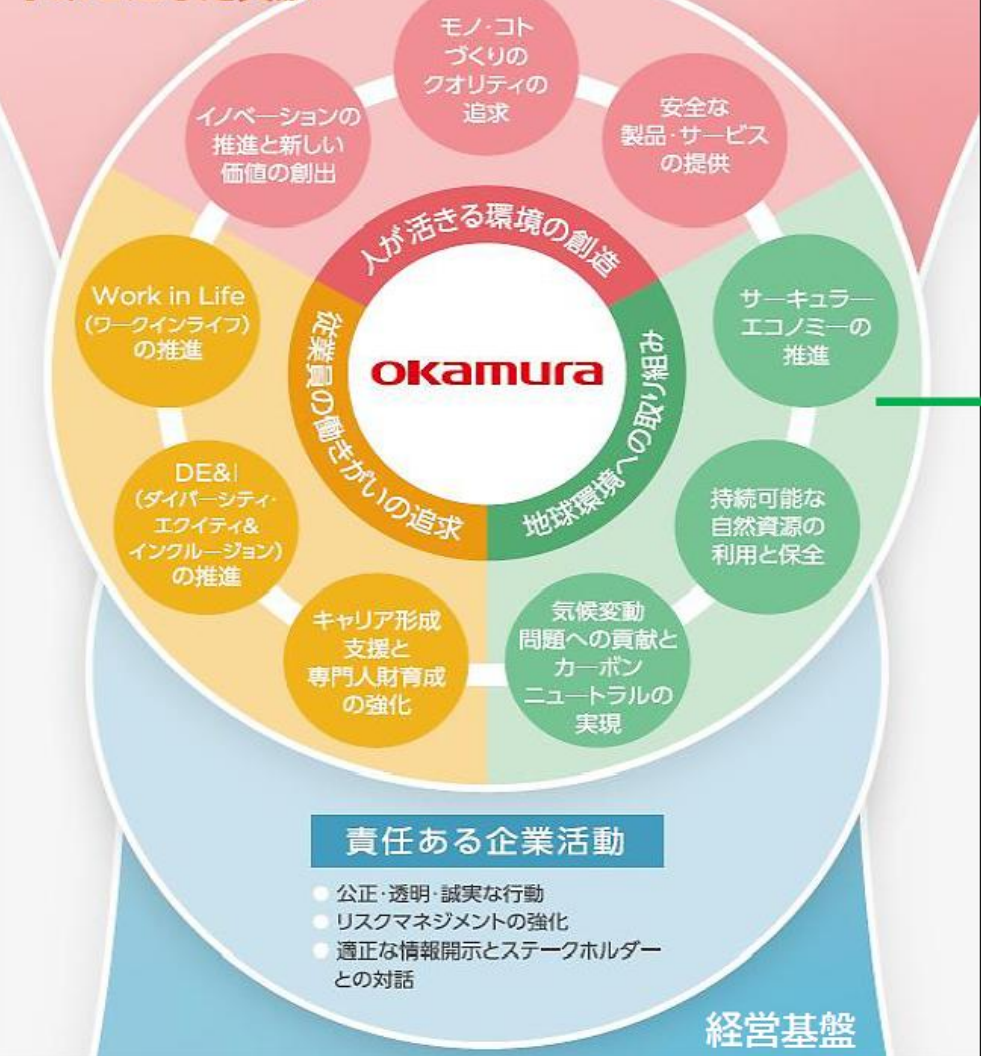 モノ・コト
づくりの
クオリティの
追求
イノベーションの
推進と新しい
価値の創出
安全な
製品・サービス
の提供
人が活きる環境の創造
Work in Life
(ワークインライフ)
の推進
サーキュラー
エコノミーの
推進
従業員の働きがいの追求
okamura
地球環境への取り組み
DE&I
(ダイバーシティ・
エクイティ&
インクルージョン)
の推進
持続可能な
自然資源の
利用と保全
キャリア形成
支援と
専門人財育成
の強化
気候変動
問題への貢献と
カーボン
ニュートラルの
実現
責任ある企業活動
公正・透明・誠実な行動
リスクマネジメントの強化
適正な情報開示とステークホルダー
との対話
経営基盤